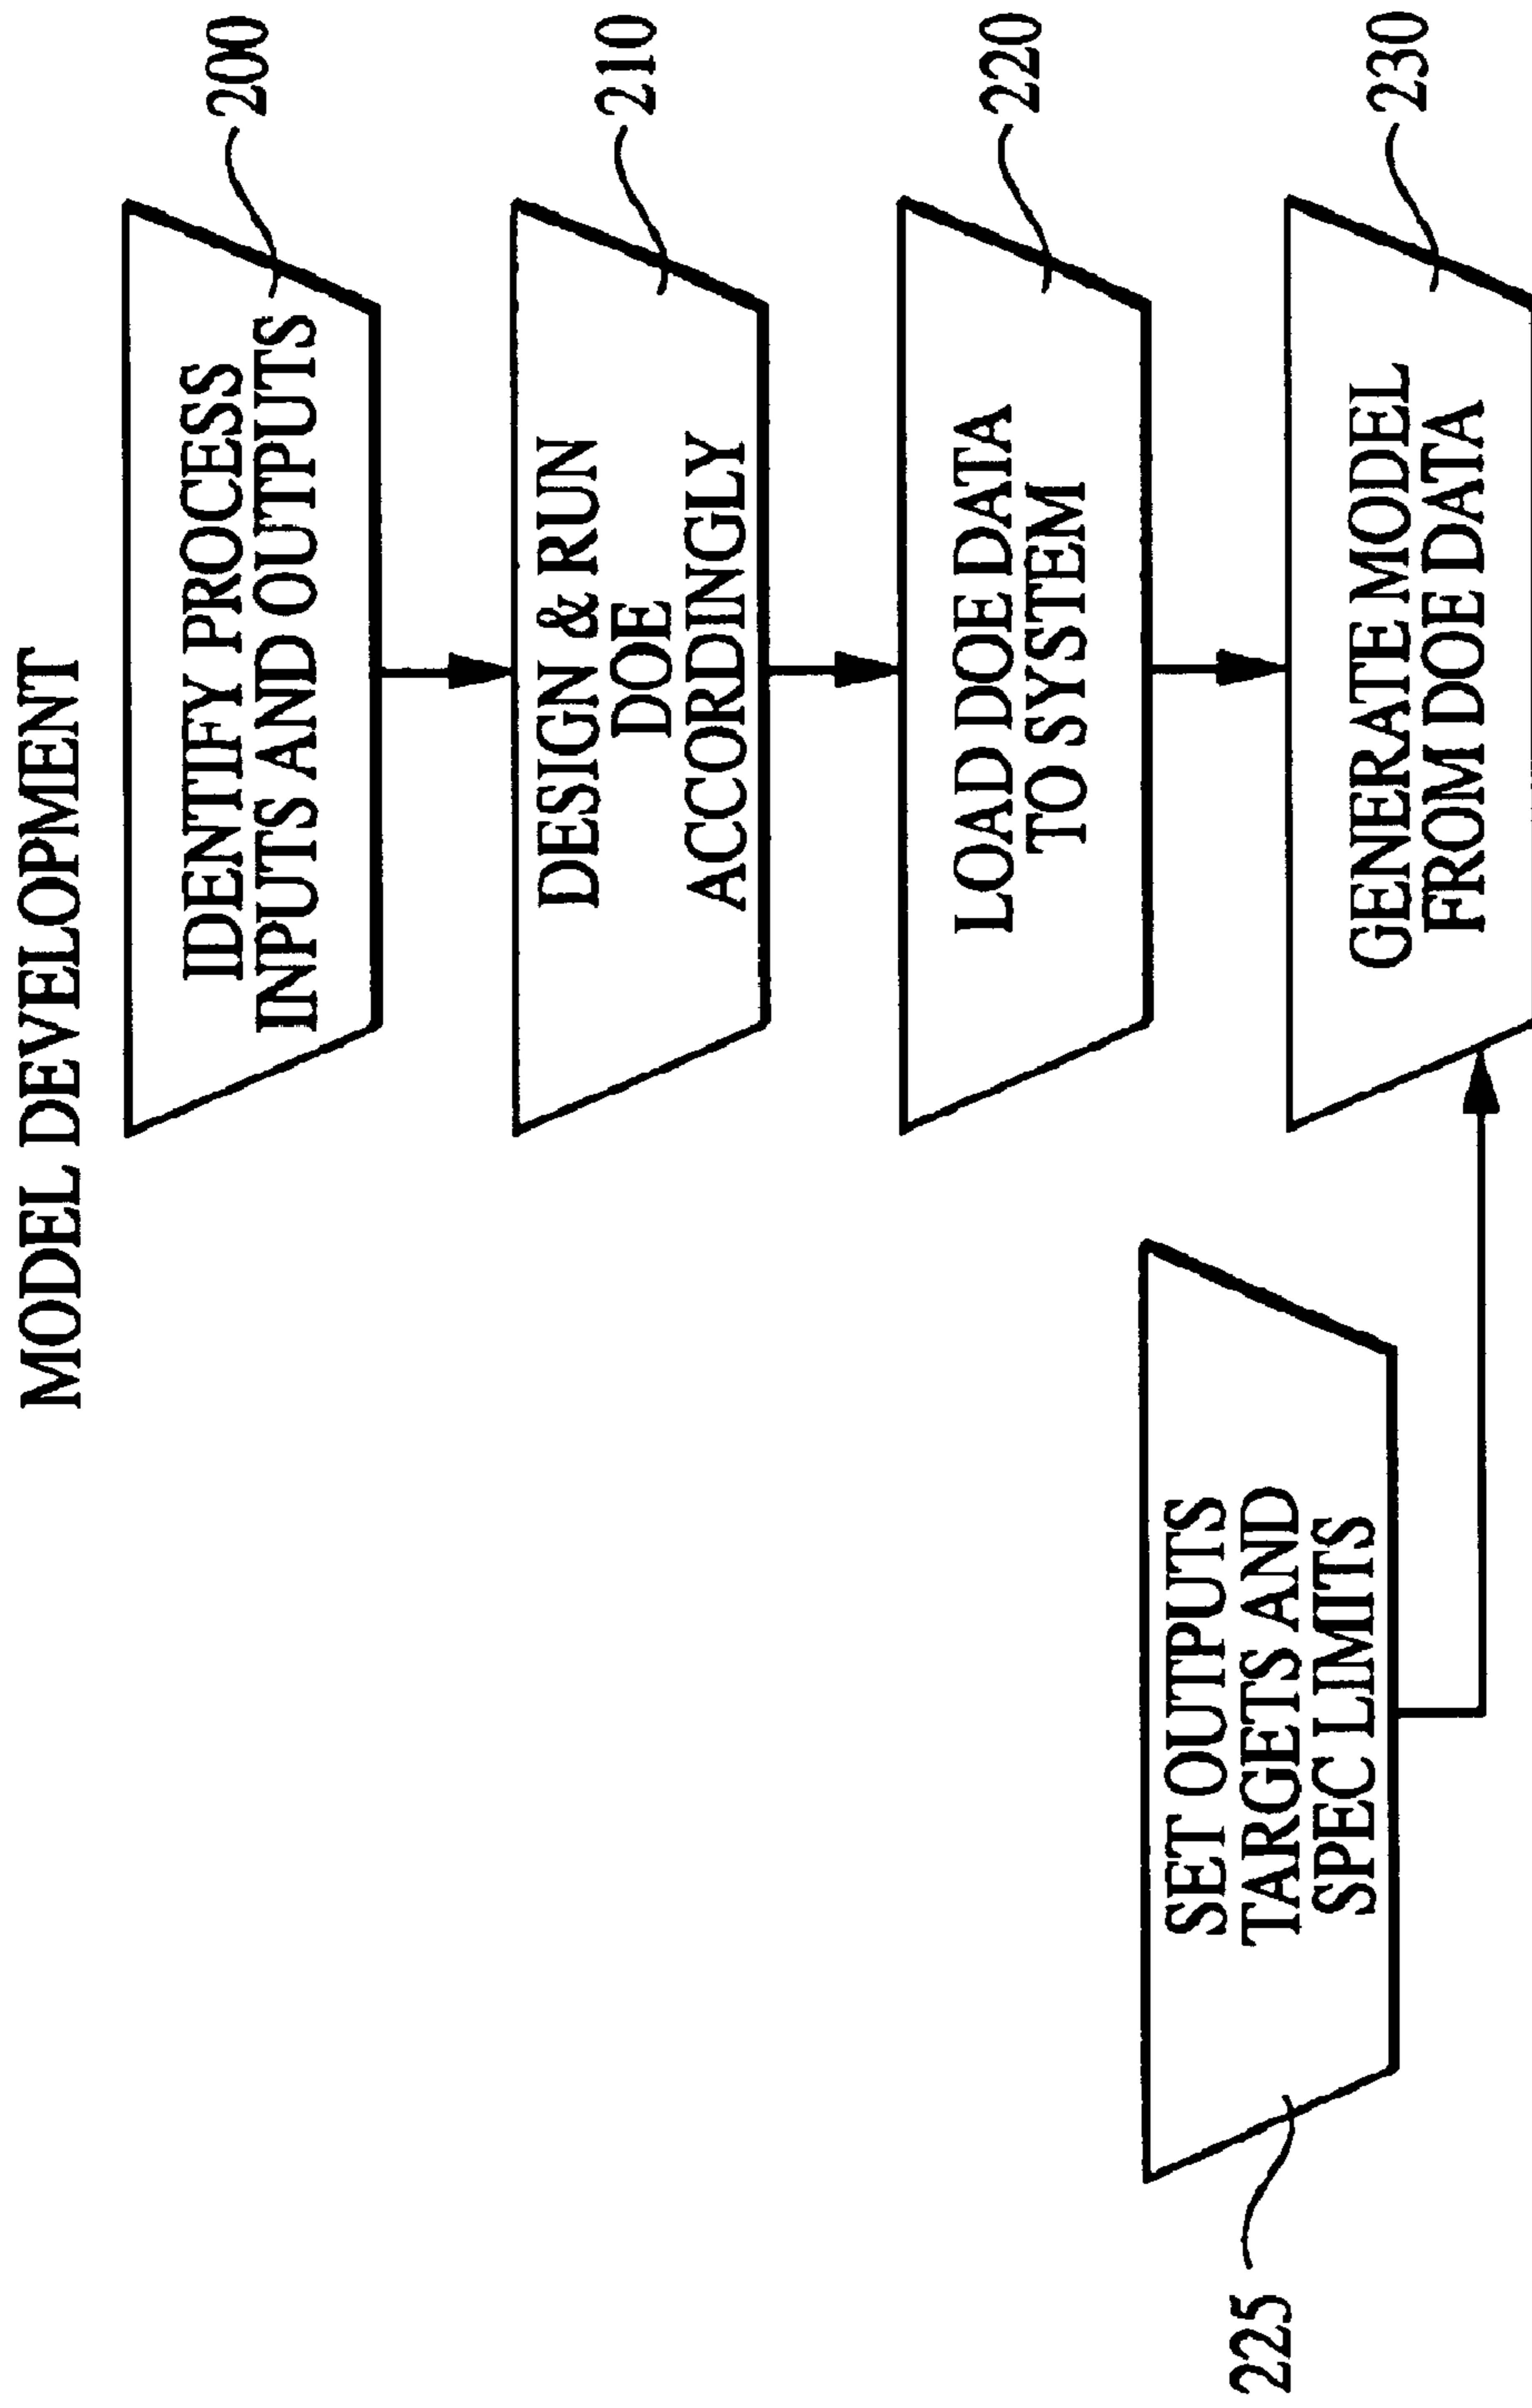 MODEL DEVELOPMENT
IDENTIFY PROCESS
INPUTS AND OUTPUTS
200
DESIGN & RUN
DOE
ACCORDINGLY
210
LOAD DOE DATA
TO SYSTEM
220
SET OUTPUTS
TARGETS AND
SPEC LIMITS
225
GENERATE MODEL
FROM DOE DATA
230